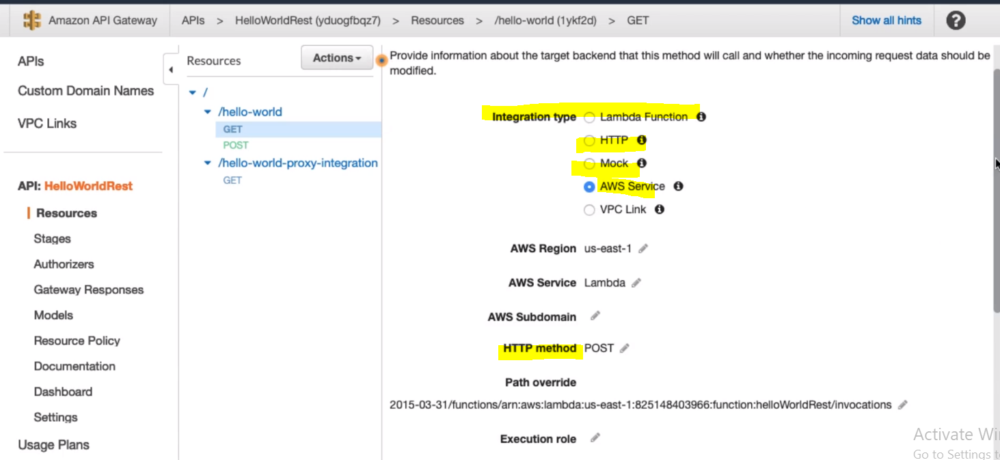 Amazon API Gateway
APIs > HelloWorldRest (yduogfbqz7) > Resources > /hello-world (1ykf2d) > GET
Show all hints
?
APIs
Custom Domain Names
VPC Links
API: HelloWorldRest
Resources
Stages
Authorizers
Gateway Responses
Models
Resource Policy
Documentation
Dashboard
Settings
Usage Plans
Resources
Actions
/
/hello-world
GET
POST
/hello-world-proxy-integration
GET
Provide information about the target backend that this method will call and whether the incoming request data should be
modified.
Integration type Lambda Function
HTTP
Mock
AWS Service
VPC Link
AWS Region us-east-1
AWS Service Lambda
AWS Subdomain
HTTP method POST
Path override
2015-03-31/functions/arn:aws:lambda:us-east-1:825148403966:function:helloWorldRest/invocations
Execution role
Activate Wi
Go to Settings t